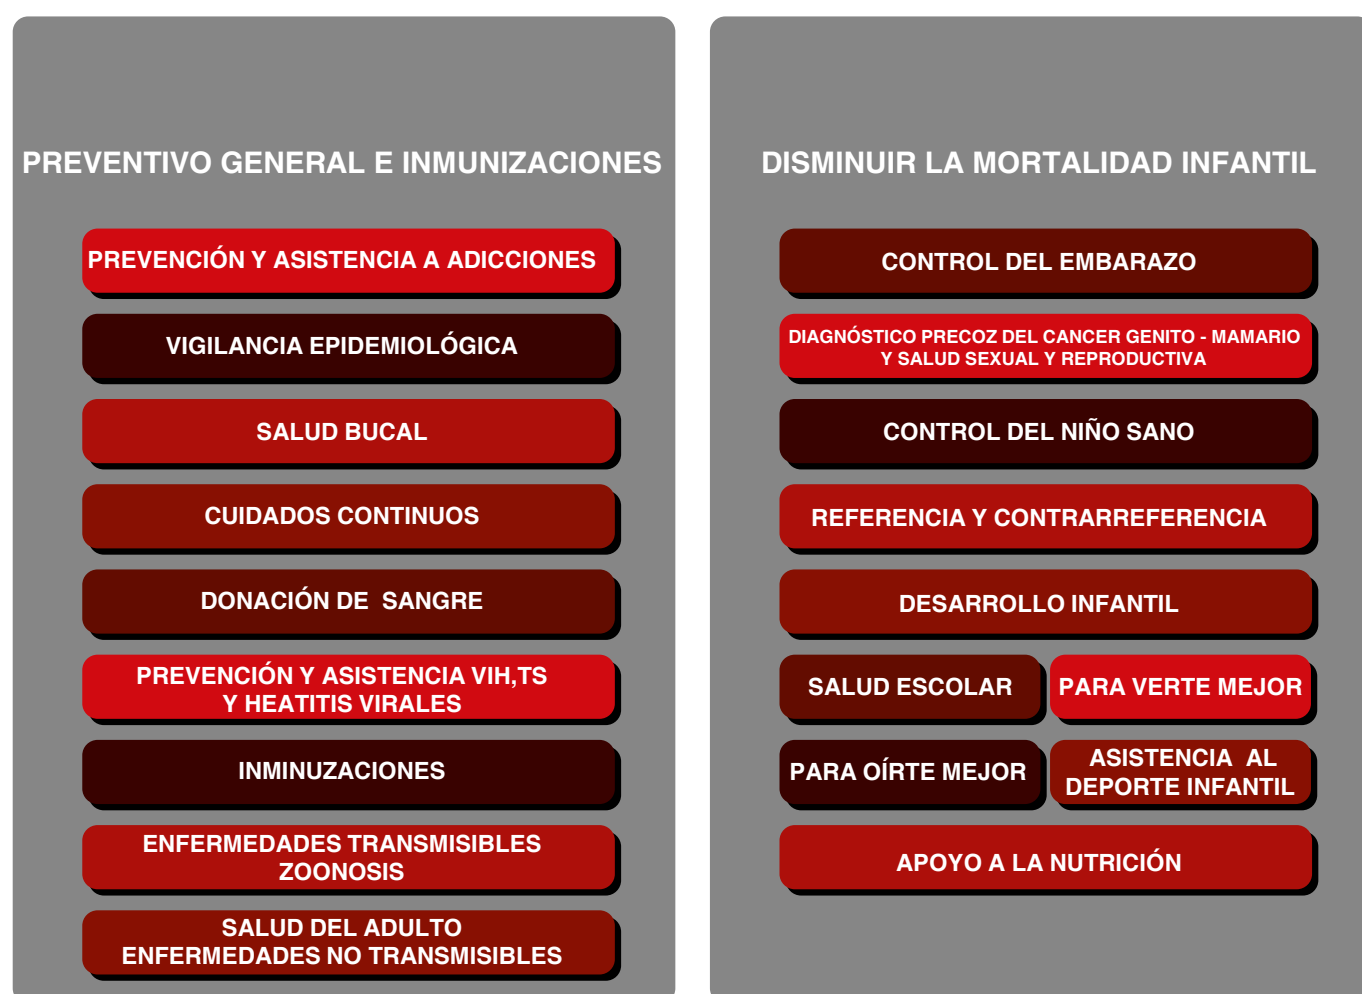 PREVENTIVO GENERAL E INMUNIZACIONES
PREVENCIÓN Y ASISTENCIA A ADICCIONES
VIGILANCIA EPIDEMIOLÓGICA
SALUD BUCAL
CUIDADOS CONTINUOS
DONACIÓN DE SANGRE
PREVENCIÓN Y ASISTENCIA VIH,TS
Y HEATITIS VIRALES
INMINUZACIONES
ENFERMEDADES TRANSMISIBLES
ZOONOSIS
SALUD DEL ADULTO
ENFERMEDADES NO TRANSMISIBLES
DISMINUIR LA MORTALIDAD INFANTIL
CONTROL DEL EMBARAZO
DIAGNÓSTICO PRECOZ DEL CANCER GENITO - MAMARIO
Y SALUD SEXUAL Y REPRODUCTIVA
CONTROL DEL NIÑO SANO
REFERENCIA Y CONTRARREFERENCIA
DESARROLLO INFANTIL
SALUD ESCOLAR
PARA VERTE MEJOR
PARA OÍRTE MEJOR
ASISTENCIA AL
DEPORTE INFANTIL
APOYO A LA NUTRICIÓN